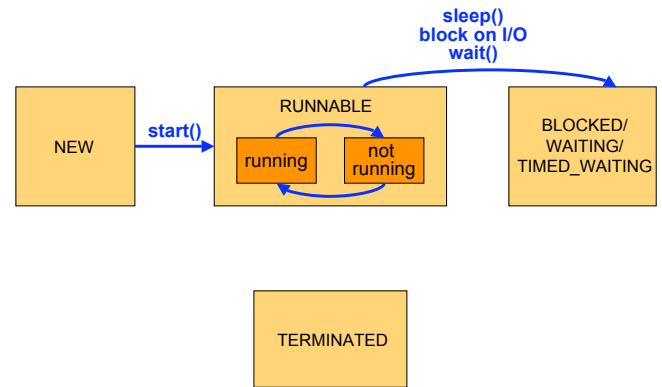 sleep()
block on I/O
wait()
NEW
start()
RUNNABLE
running
not
running
BLOCKED/
WAITING/
TIMED_WAITING
TERMINATED